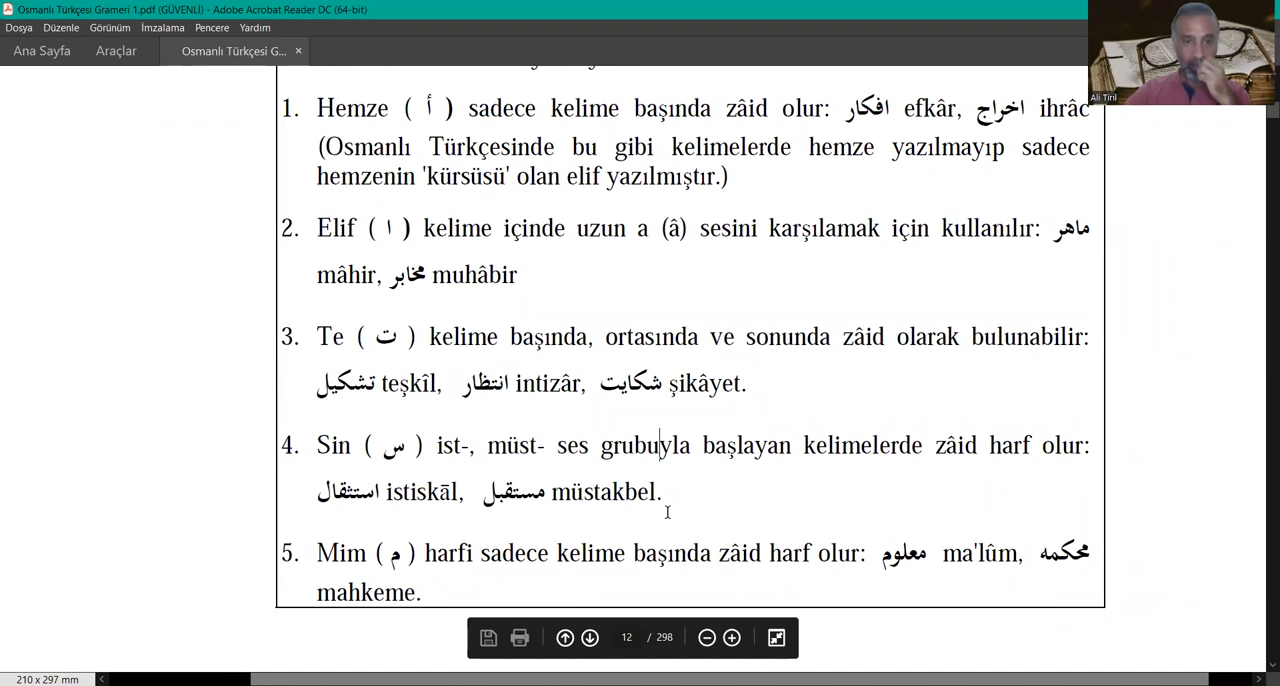 Osmanlı Türkçesi Grameri 1.pdf (GÜVENLİ) - Adobe Acrobat Reader DC (64-bit)
Dosya Düzenle Görünüm İmzalama Pencere Yardım
Ana Sayfa Araçlar Osmanlı Türkçesi G... ×
Ali Tiril
1. Hemze ( أ ) sadece kelime başında zâid olur: افكار efkâr, اخراج ihrâc
(Osmanlı Türkçesinde bu gibi kelimelerde hemze yazılmayıp sadece
hemzenin 'kürsüsü' olan elif yazılmıştır.)
2. Elif ( ا ) kelime içinde uzun a (â) sesini karşılamak için kullanılır: ماهر
mâhir, مخابر muhâbir
3. Te ( ت ) kelime başında, ortasında ve sonunda zâid olarak bulunabilir:
تشكيل teşkîl, انتظار intizâr, شكايت şikâyet.
4. Sin ( س ) ist-, müst- ses grubuyla başlayan kelimelerde zâid harf olur:
استثقال istiskāl, مستقبل müstakbel.
5. Mim ( م ) harfi sadece kelime başında zâid harf olur: معلوم ma'lûm, محكمه
mahkeme.
12 / 298
210 x 297 mm